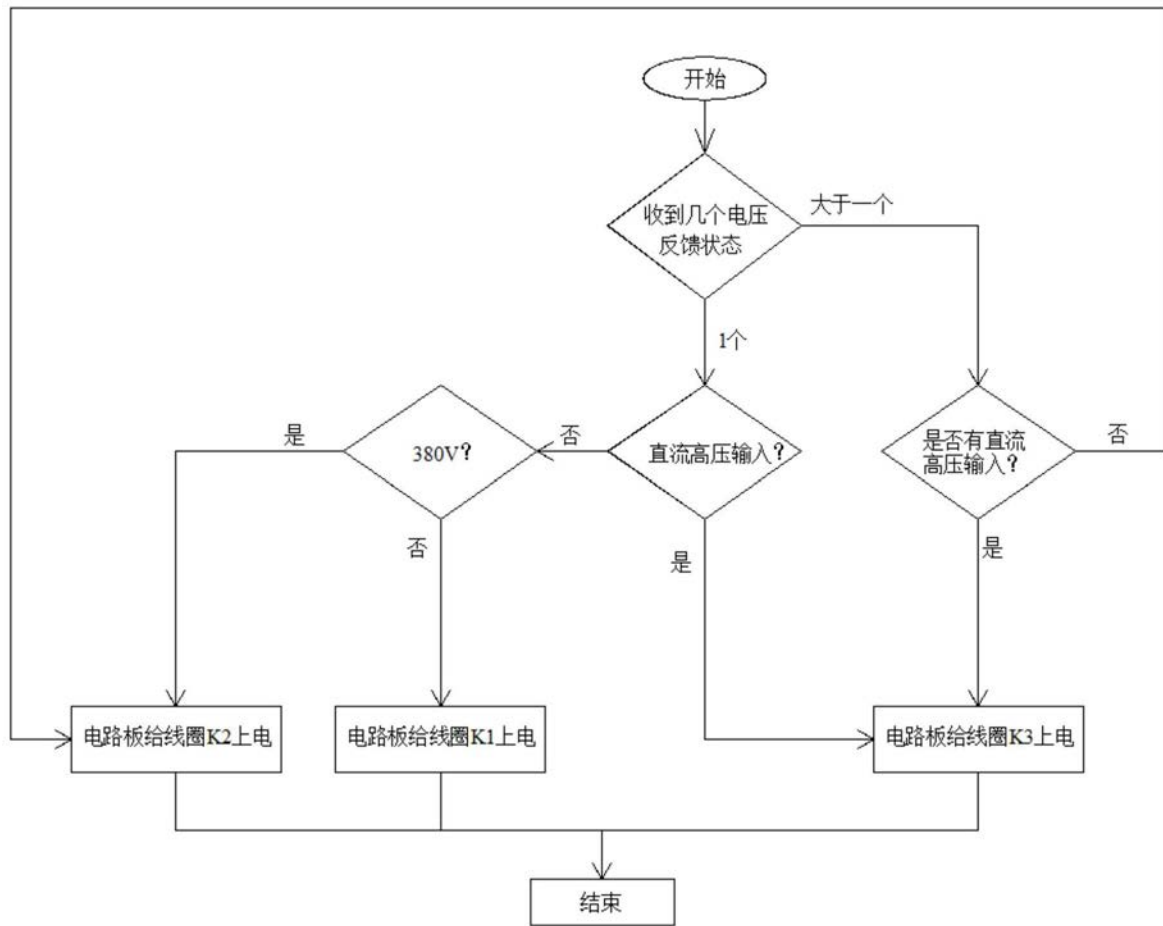 开始
收到几个电压
反馈状态
大于一个
1个
是
380V?
否
直流高压输入?
是否有直流
高压输入?
否
否
是
是
电路板给线圈K2上电
电路板给线圈K1上电
电路板给线圈K3上电
结束